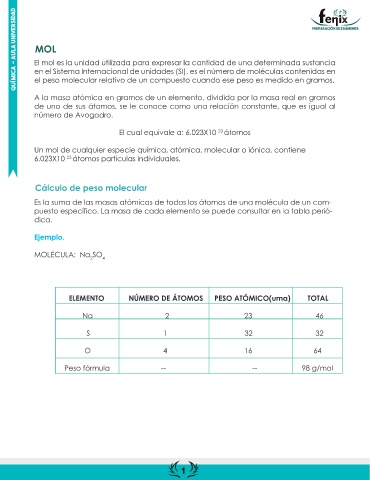 QUÍMICA - AULA UNIVERSIDAD
fenix
PREPARACIÓN DE EXÁMENES
MOL
El mol es la unidad utilizada para expresar lla cantidad de una determinada sustancia
en el Sistema Internacional de unidades (SI), es el número de moléculas contenidas en
el peso molecular relativo de un compuesto cuando ese peso es medido en gramos.
A la masa atómica en gramos de un elemento, dividida por la masa real en gramos
de uno de sus átomos, se le conoce como una relación constante, que es igual al
número de Avogadro.
El cual equivale a: 6.023X10 ²³ átomos
Un mol de cualquier especie química, atómica, molecular o iónica, contiene
6.023X10 ²³ átomos partículas individuales.
Cálculo de peso molecular
Es la suma de las masas atómicas de todos los átomos de una molécula de un com-
puesto específico. La masa de cada elemento se puede consultar en la tabla perió-
dica.
Ejemplo.
MOLÉCULA: Na₂SO₄
ELEMENTO NÚMERO DE ÁTOMOS PESO ATÓMICO(uma) TOTAL
Na 2 23 46
S 1 32 32
O 4 16 64
Peso fórmula -- -- 98 g/mol
1